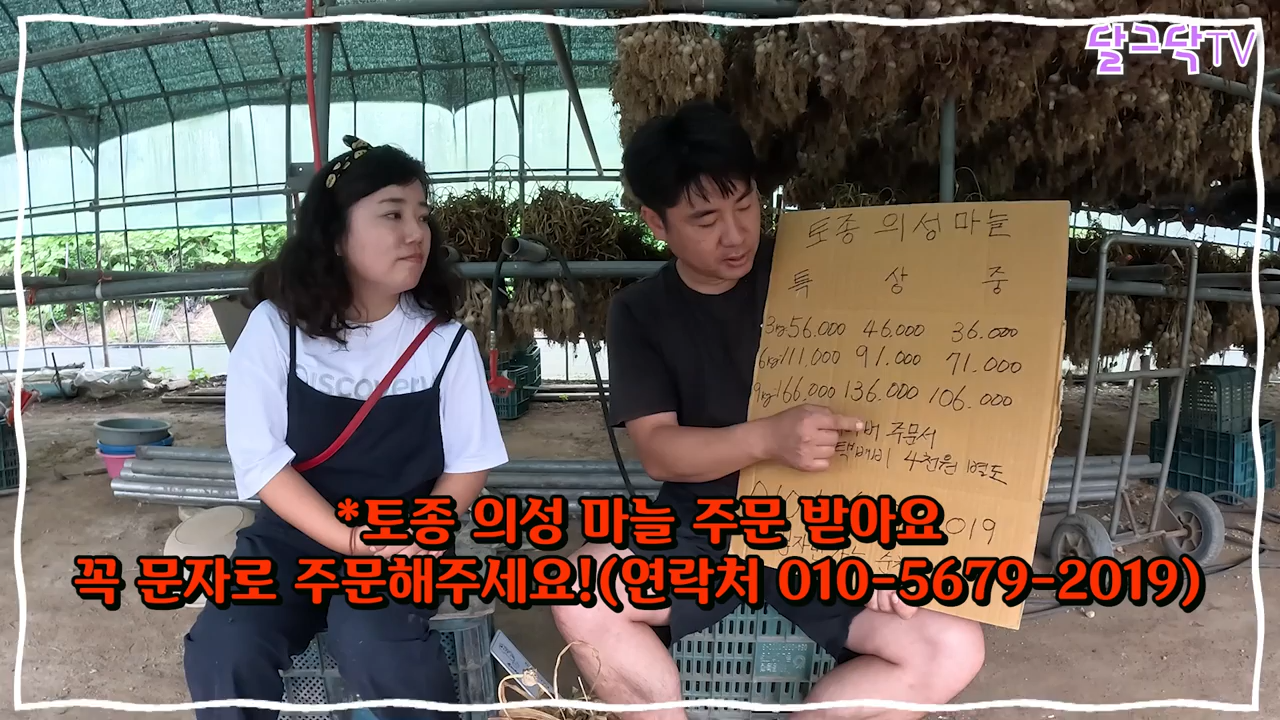 달그닥TV
토종 의성마늘
특 상 중
3kg 56.000 46.000 36.000
6kg 111.000 91.000 71.000
9kg 166.000 136.000 106.000
주문서
택배비 4천원 별도
010 2019
Discovery
*토종 의성 마늘 주문 받아요
꼭 문자로 주문해주세요!(연락처 010-5679-2019)